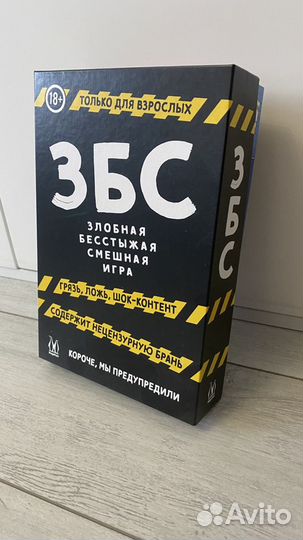 18+
ТОЛЬКО ДЛЯ ВЗРОСЛЫХ
ЗБС
ЗЛОБНАЯ
БЕССТЫЖАЯ
СМЕШНАЯ
ИГРА
ГРЯЗЬ, ЛОЖЬ, ШОК-КОНТЕНТ
СОДЕРЖИТ НЕЦЕНЗУРНУЮ БРАНЬ
КОРОЧЕ, МЫ ПРЕДУПРЕДИЛИ
ЗБС
Avito